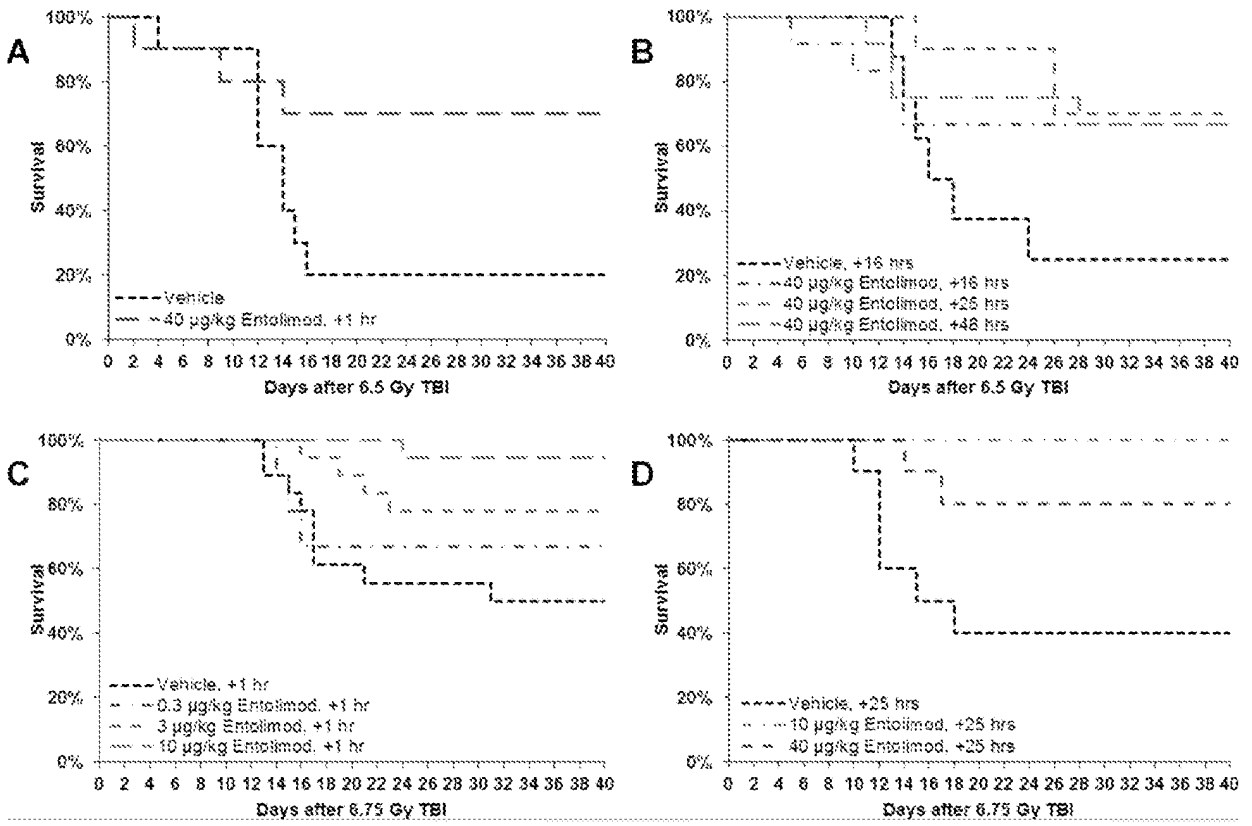 A
100%
80%
60%
40%
20%
0%
Survival
Vehicle
40 µg/kg Entolimod, +1 hr
0 2 4 6 8 10 12 14 16 18 20 22 24 26 28 30 32 34 36 38 40
Days after 6.5 Gy TBI
B
100%
80%
60%
40%
20%
0%
Survival
Vehicle, +16 hrs
40 µg/kg Entolimod, +16 hrs
40 µg/kg Entolimod, +25 hrs
40 µg/kg Entolimod, +48 hrs
0 2 4 6 8 10 12 14 16 18 20 22 24 26 28 30 32 34 36 38 40
Days after 6.5 Gy TBI
C
100%
80%
60%
40%
20%
0%
Survival
Vehicle, +1 hr
0.3 µg/kg Entolimod, +1 hr
3 µg/kg Entolimod, +1 hr
10 µg/kg Entolimod, +1 hr
0 2 4 6 8 10 12 14 16 18 20 22 24 26 28 30 32 34 36 38 40
Days after 6.75 Gy TBI
D
100%
80%
60%
40%
20%
0%
Survival
Vehicle, +25 hrs
10 µg/kg Entolimod, +25 hrs
40 µg/kg Entolimod, +25 hrs
0 2 4 6 8 10 12 14 16 18 20 22 24 26 28 30 32 34 36 38 40
Days after 6.75 Gy TBI